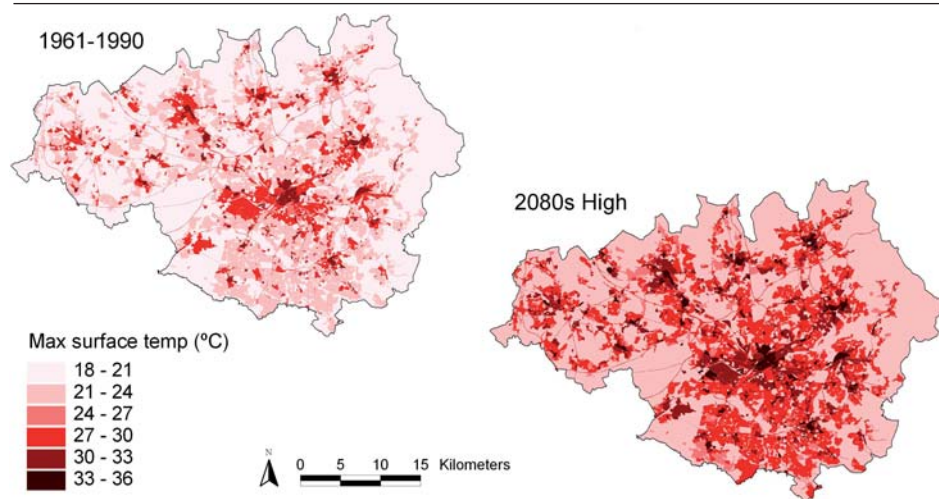 1961-1990
2080s High
Max surface temp (ºC)
18 - 21
21 - 24
24 - 27
27 - 30
30 - 33
33 - 36
N
0 5 10 15 Kilometers